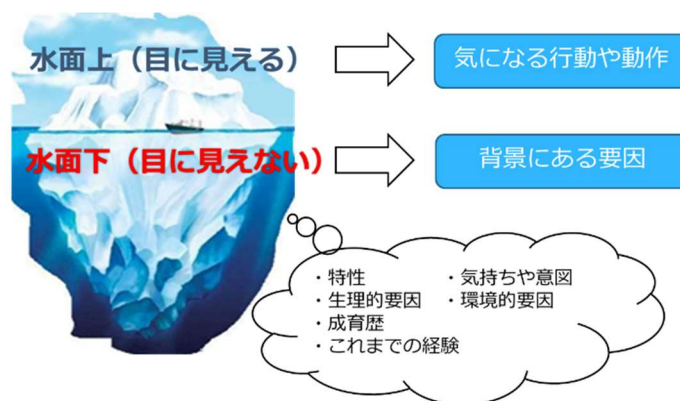 水面上（目に見える）
気になる行動や動作
水面下（目に見えない）
背景にある要因
・特性
・気持ちや意図
・生理的要因
・環境的要因
・成育歴
・これまでの経験